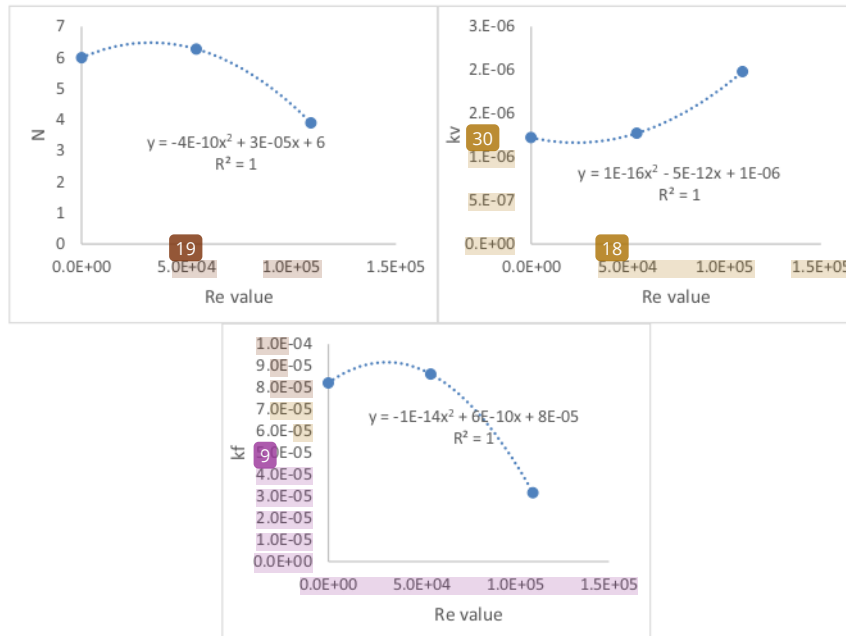 7
6
5
4
3
2
1
0
N
y = -4E-10x² + 3E-05x + 6
R² = 1
19
0.0E+00 5.0E+04 1.0E+05 1.5E+05
Re value
3.E-06
2.E-06
2.E-06
1.E-06
5.E-07
0.E+00
kv
30
y = 1E-16x² - 5E-12x + 1E-06
R² = 1
18
0.0E+00 5.0E+04 1.0E+05 1.5E+05
Re value
1.0E-04
9.0E-05
8.0E-05
7.0E-05
6.0E-05
5.0E-05
4.0E-05
3.0E-05
2.0E-05
1.0E-05
0.0E+00
kf
9
y = -1E-14x² + 6E-10x + 8E-05
R² = 1
0.0E+00 5.0E+04 1.0E+05 1.5E+05
Re value